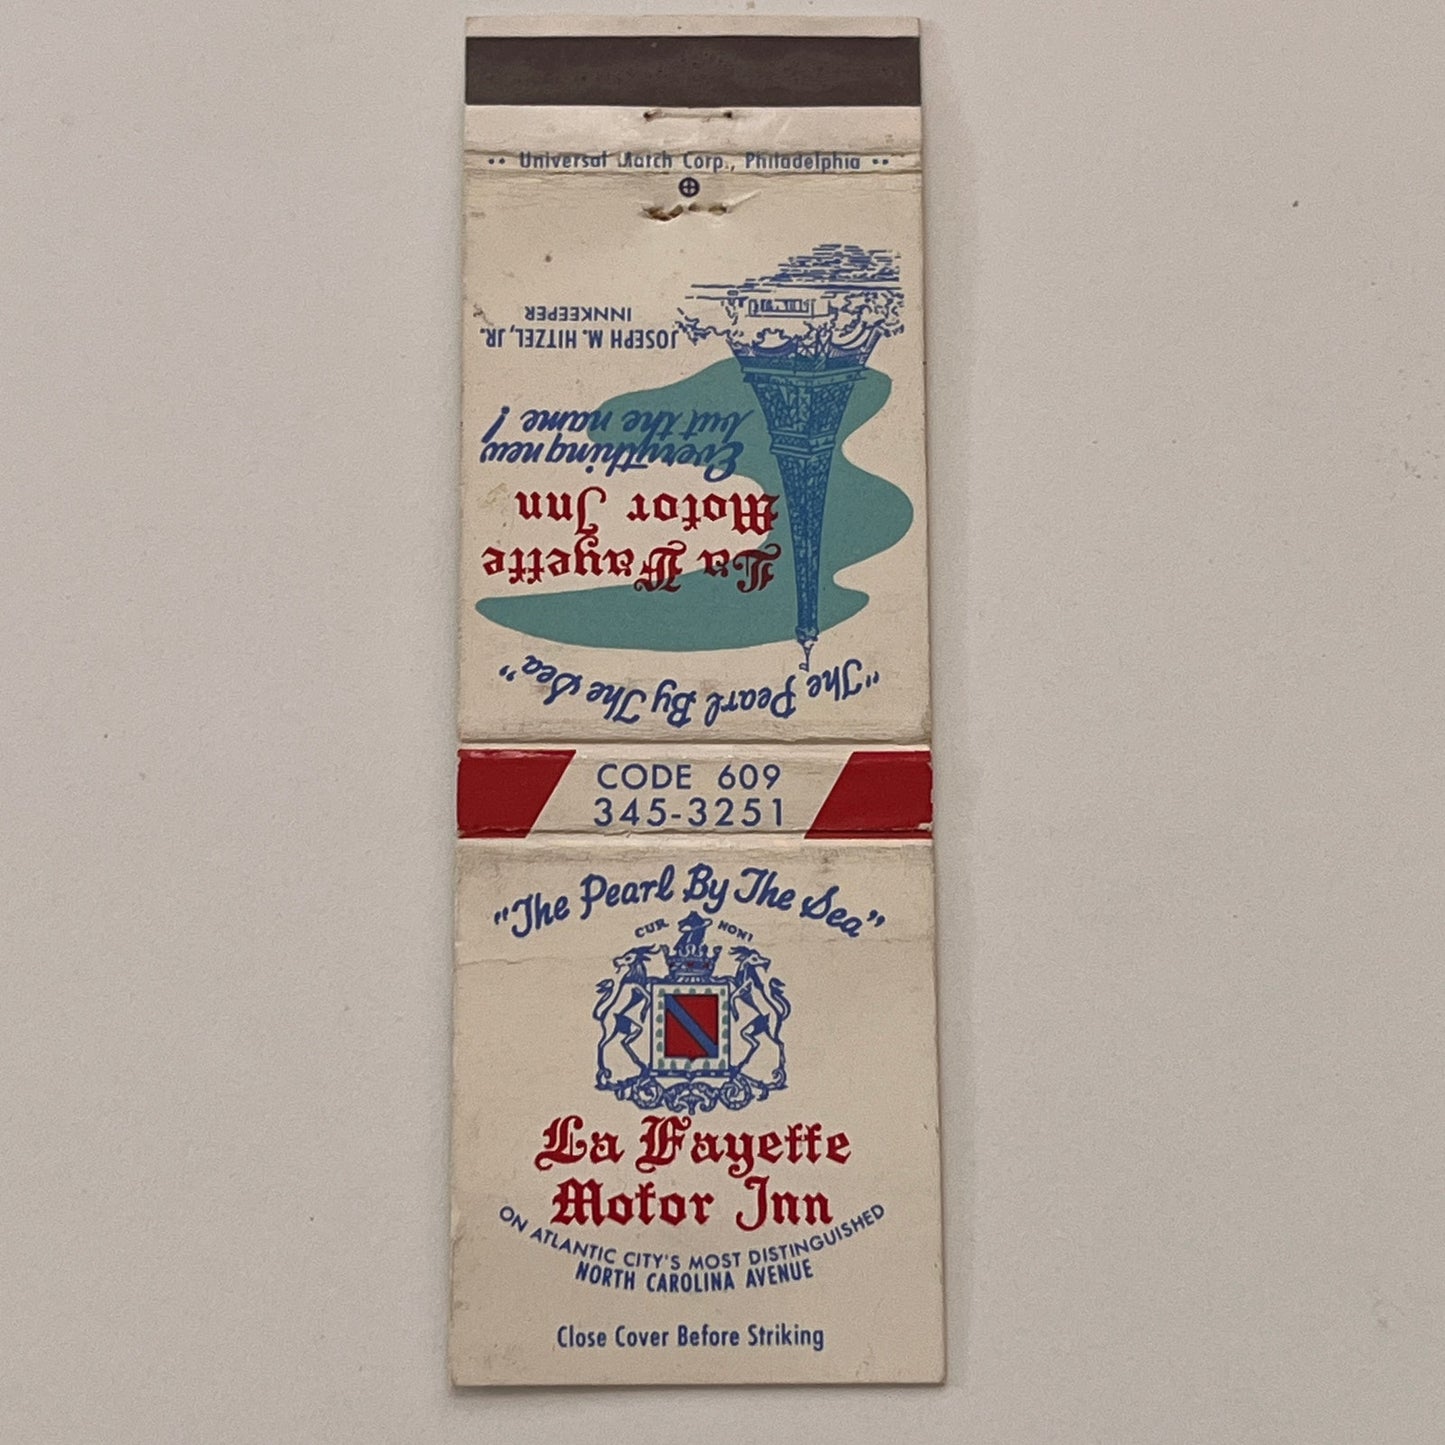 •• Universal Match Corp., Philadelphia ••
"The Pearl By The Sea"
La Fayette
Motor Inn
Everything new
but the name!
JOSEPH M. HITZEL, JR.
INNKEEPER
CODE 609
345-3251
"The Pearl By The Sea"
CUR NON!
La Fayette
Motor Inn
ON ATLANTIC CITY'S MOST DISTINGUISHED
NORTH CAROLINA AVENUE
Close Cover Before Striking